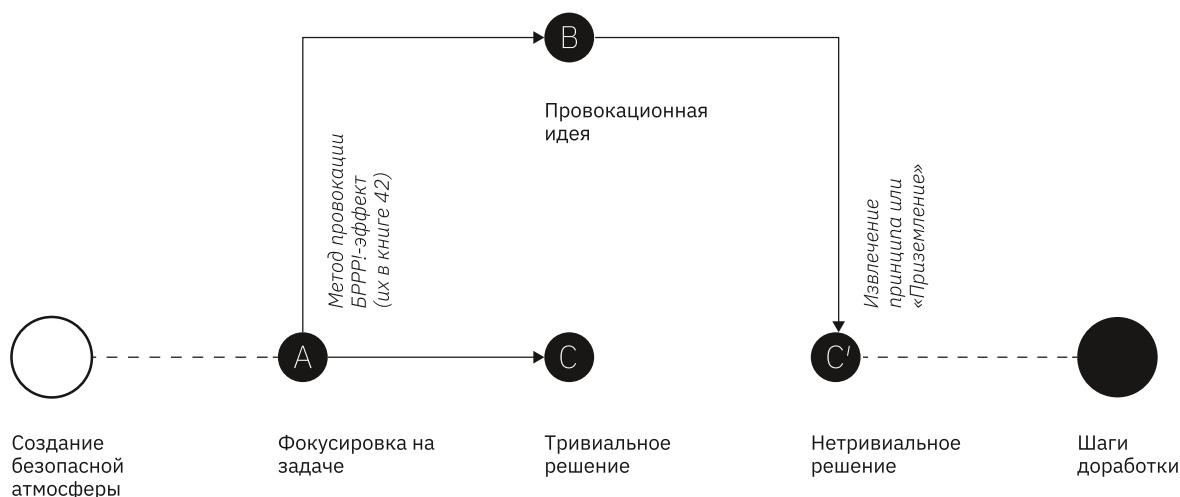 B
Провокационная
идея
Метод провокации
БРРР!-эффект
(их в книге 42)
Извлечение
принципа или
«Приземление»
A
C
C'
Создание
безопасной
атмосферы
Фокусировка на
задаче
Тривиальное
решение
Нетривиальное
решение
Шаги
доработки